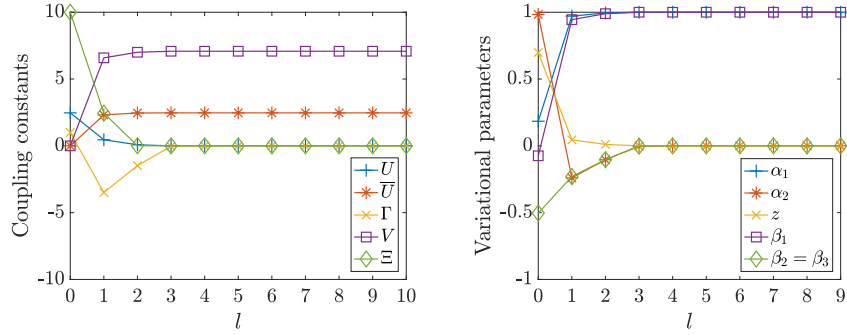 Coupling constants
10
5
0
-5
-10
0 1 2 3 4 5 6 7 8 9 10
l
U
U̅
Γ
V
Ξ
Variational parameters
1
0.5
0
-0.5
-1
0 1 2 3 4 5 6 7 8 9
l
α₁
α₂
z
β₁
β₂ = β₃